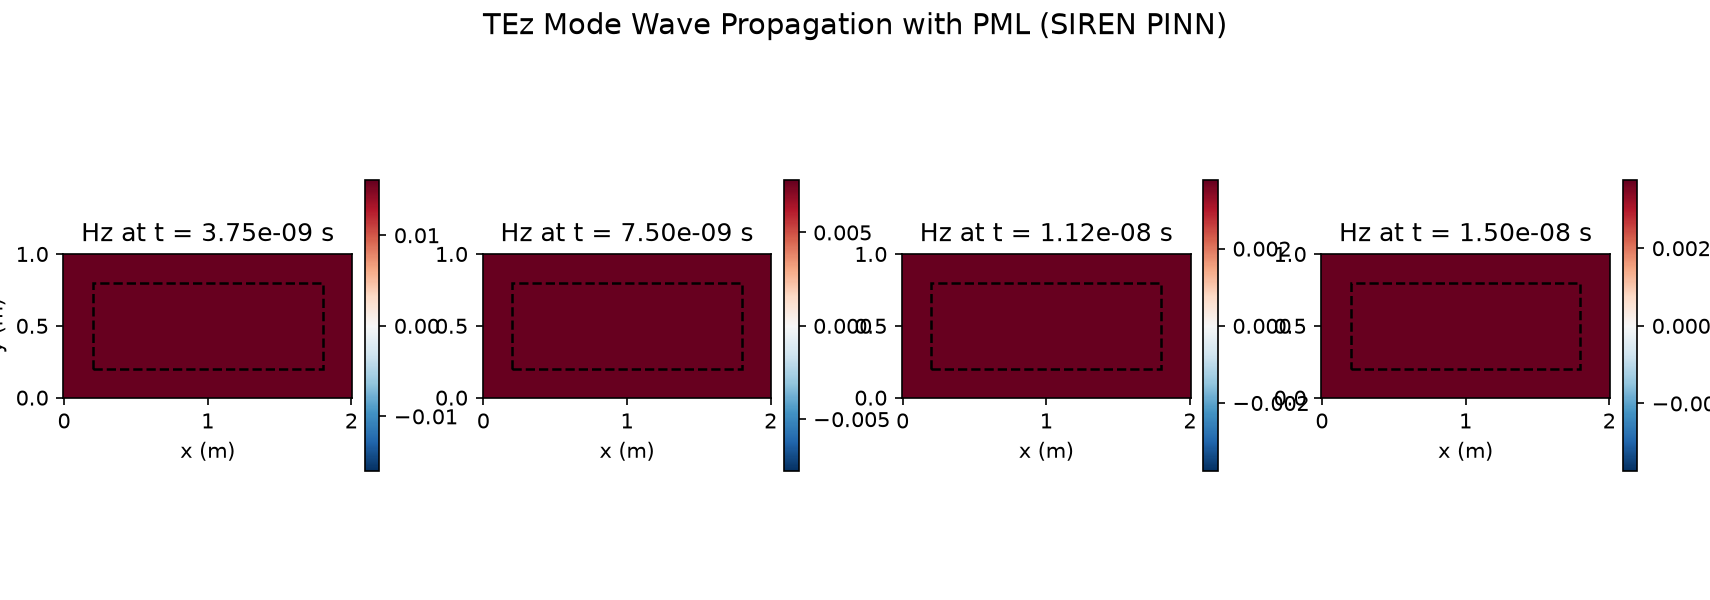 TEz Mode Wave Propagation with PML (SIREN PINN)
Hz at t = 3.75e-09 s
1.0
0.5
0.0
0 1 2
x (m)
0.01
0.00
−0.01
Hz at t = 7.50e-09 s
1.0
0.5
0.0
0 1 2
x (m)
0.005
0.000
−0.005
Hz at t = 1.12e-08 s
1.0
0.5
0.0
0 1 2
x (m)
0.002
0.000
−0.002
Hz at t = 1.50e-08 s
1.0
0.5
0.0
0 1 2
x (m)
0.002
0.000
−0.00